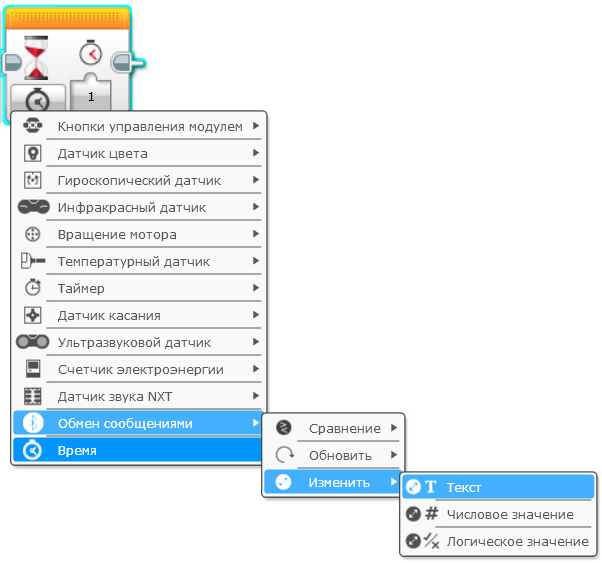 1
Кнопки управления модулем
Датчик цвета
Гироскопический датчик
Инфракрасный датчик
Вращение мотора
Температурный датчик
Таймер
Датчик касания
Ультразвуковой датчик
Счетчик электроэнергии
Датчик звука NXT
Обмен сообщениями
Время
Сравнение
Обновить
Изменить
T Текст
# Числовое значение
Логическое значение